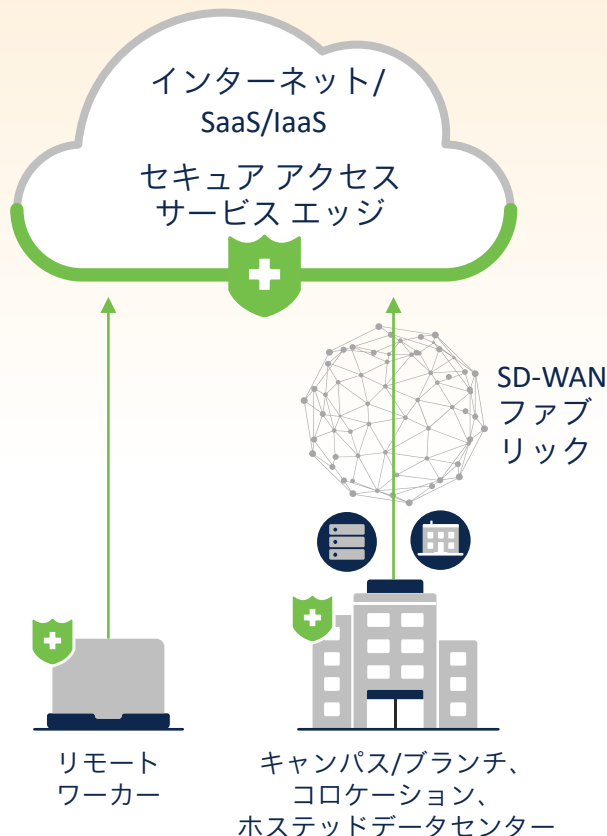 インターネット/
SaaS/IaaS
セキュア アクセス
サービス エッジ
SD-WAN
ファブ
リック
リモート
ワーカー
キャンパス/ブランチ、
コロケーション、
ホステッドデータセンター